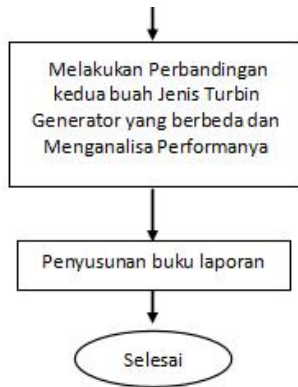 Melakukan Perbandingan
kedua buah Jenis Turbin
Generator yang berbeda dan
Menganalisa Performanya
Penyusunan buku laporan
Selesai